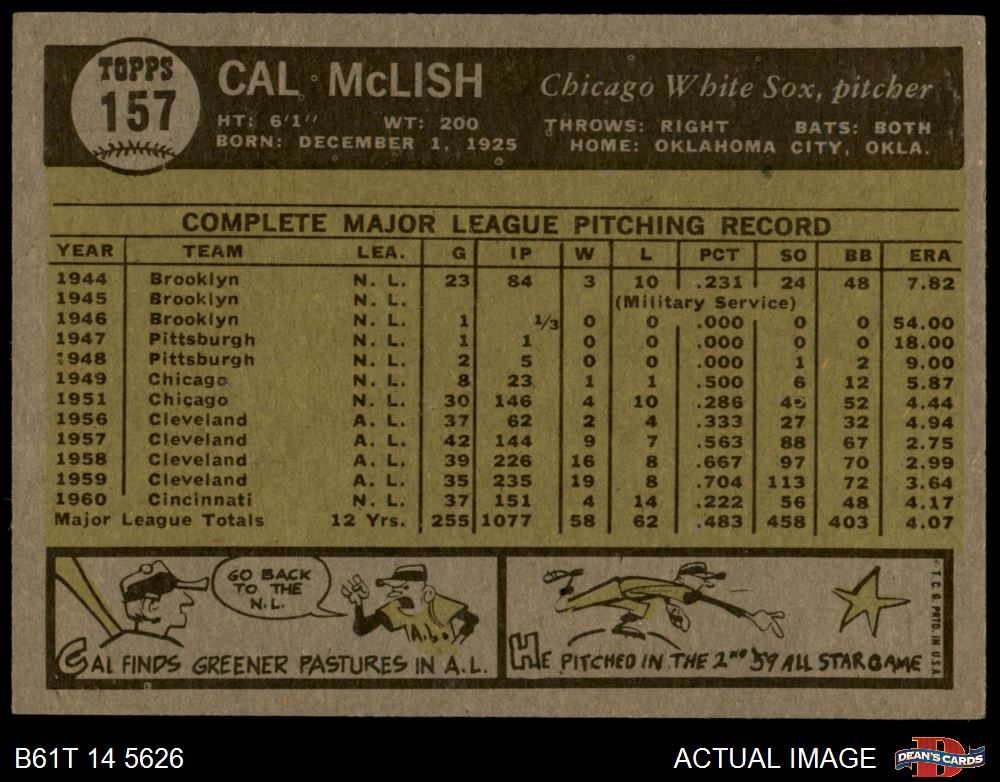 TOPPS
157
CAL McLISH
Chicago White Sox, pitcher
HT: 6'1" WT: 200 THROWS: RIGHT BATS: BOTH
BORN: DECEMBER 1, 1925 HOME: OKLAHOMA CITY, OKLA.
COMPLETE MAJOR LEAGUE PITCHING RECORD
YEAR TEAM LEA. G IP W L PCT SO BB ERA
1944 Brooklyn N. L. 23 84 3 10 .231 24 48 7.82
1945 Brooklyn N. L. (Military Service)
1946 Brooklyn N. L. 1 1/3 0 0 .000 0 0 54.00
1947 Pittsburgh N. L. 1 1 0 0 .000 0 0 18.00
1948 Pittsburgh N. L. 2 5 0 0 .000 1 2 9.00
1949 Chicago N. L. 8 23 1 1 .500 6 12 5.87
1951 Chicago N. L. 30 146 4 10 .286 52 4.44
1956 Cleveland A. L. 37 62 2 4 .333 27 32 4.94
1957 Cleveland A. L. 42 144 9 7 .563 88 67 2.75
1958 Cleveland A. L. 39 226 16 8 .667 97 70 2.99
1959 Cleveland A. L. 35 235 19 8 .704 113 72 3.64
1960 Cincinnati N. L. 37 151 4 14 .222 56 48 4.17
Major League Totals 12 Yrs. 255 1077 58 62 .483 458 403 4.07
GO BACK
TO THE
N.L.
A.L.
CAL FINDS GREENER PASTURES IN A.L.
HE PITCHED IN THE 2ND '59 ALL STAR GAME
T. C. G. PRTD. IN U.S.A.
B61T 14 5626
ACTUAL IMAGE
D
DEAN'S CARDS